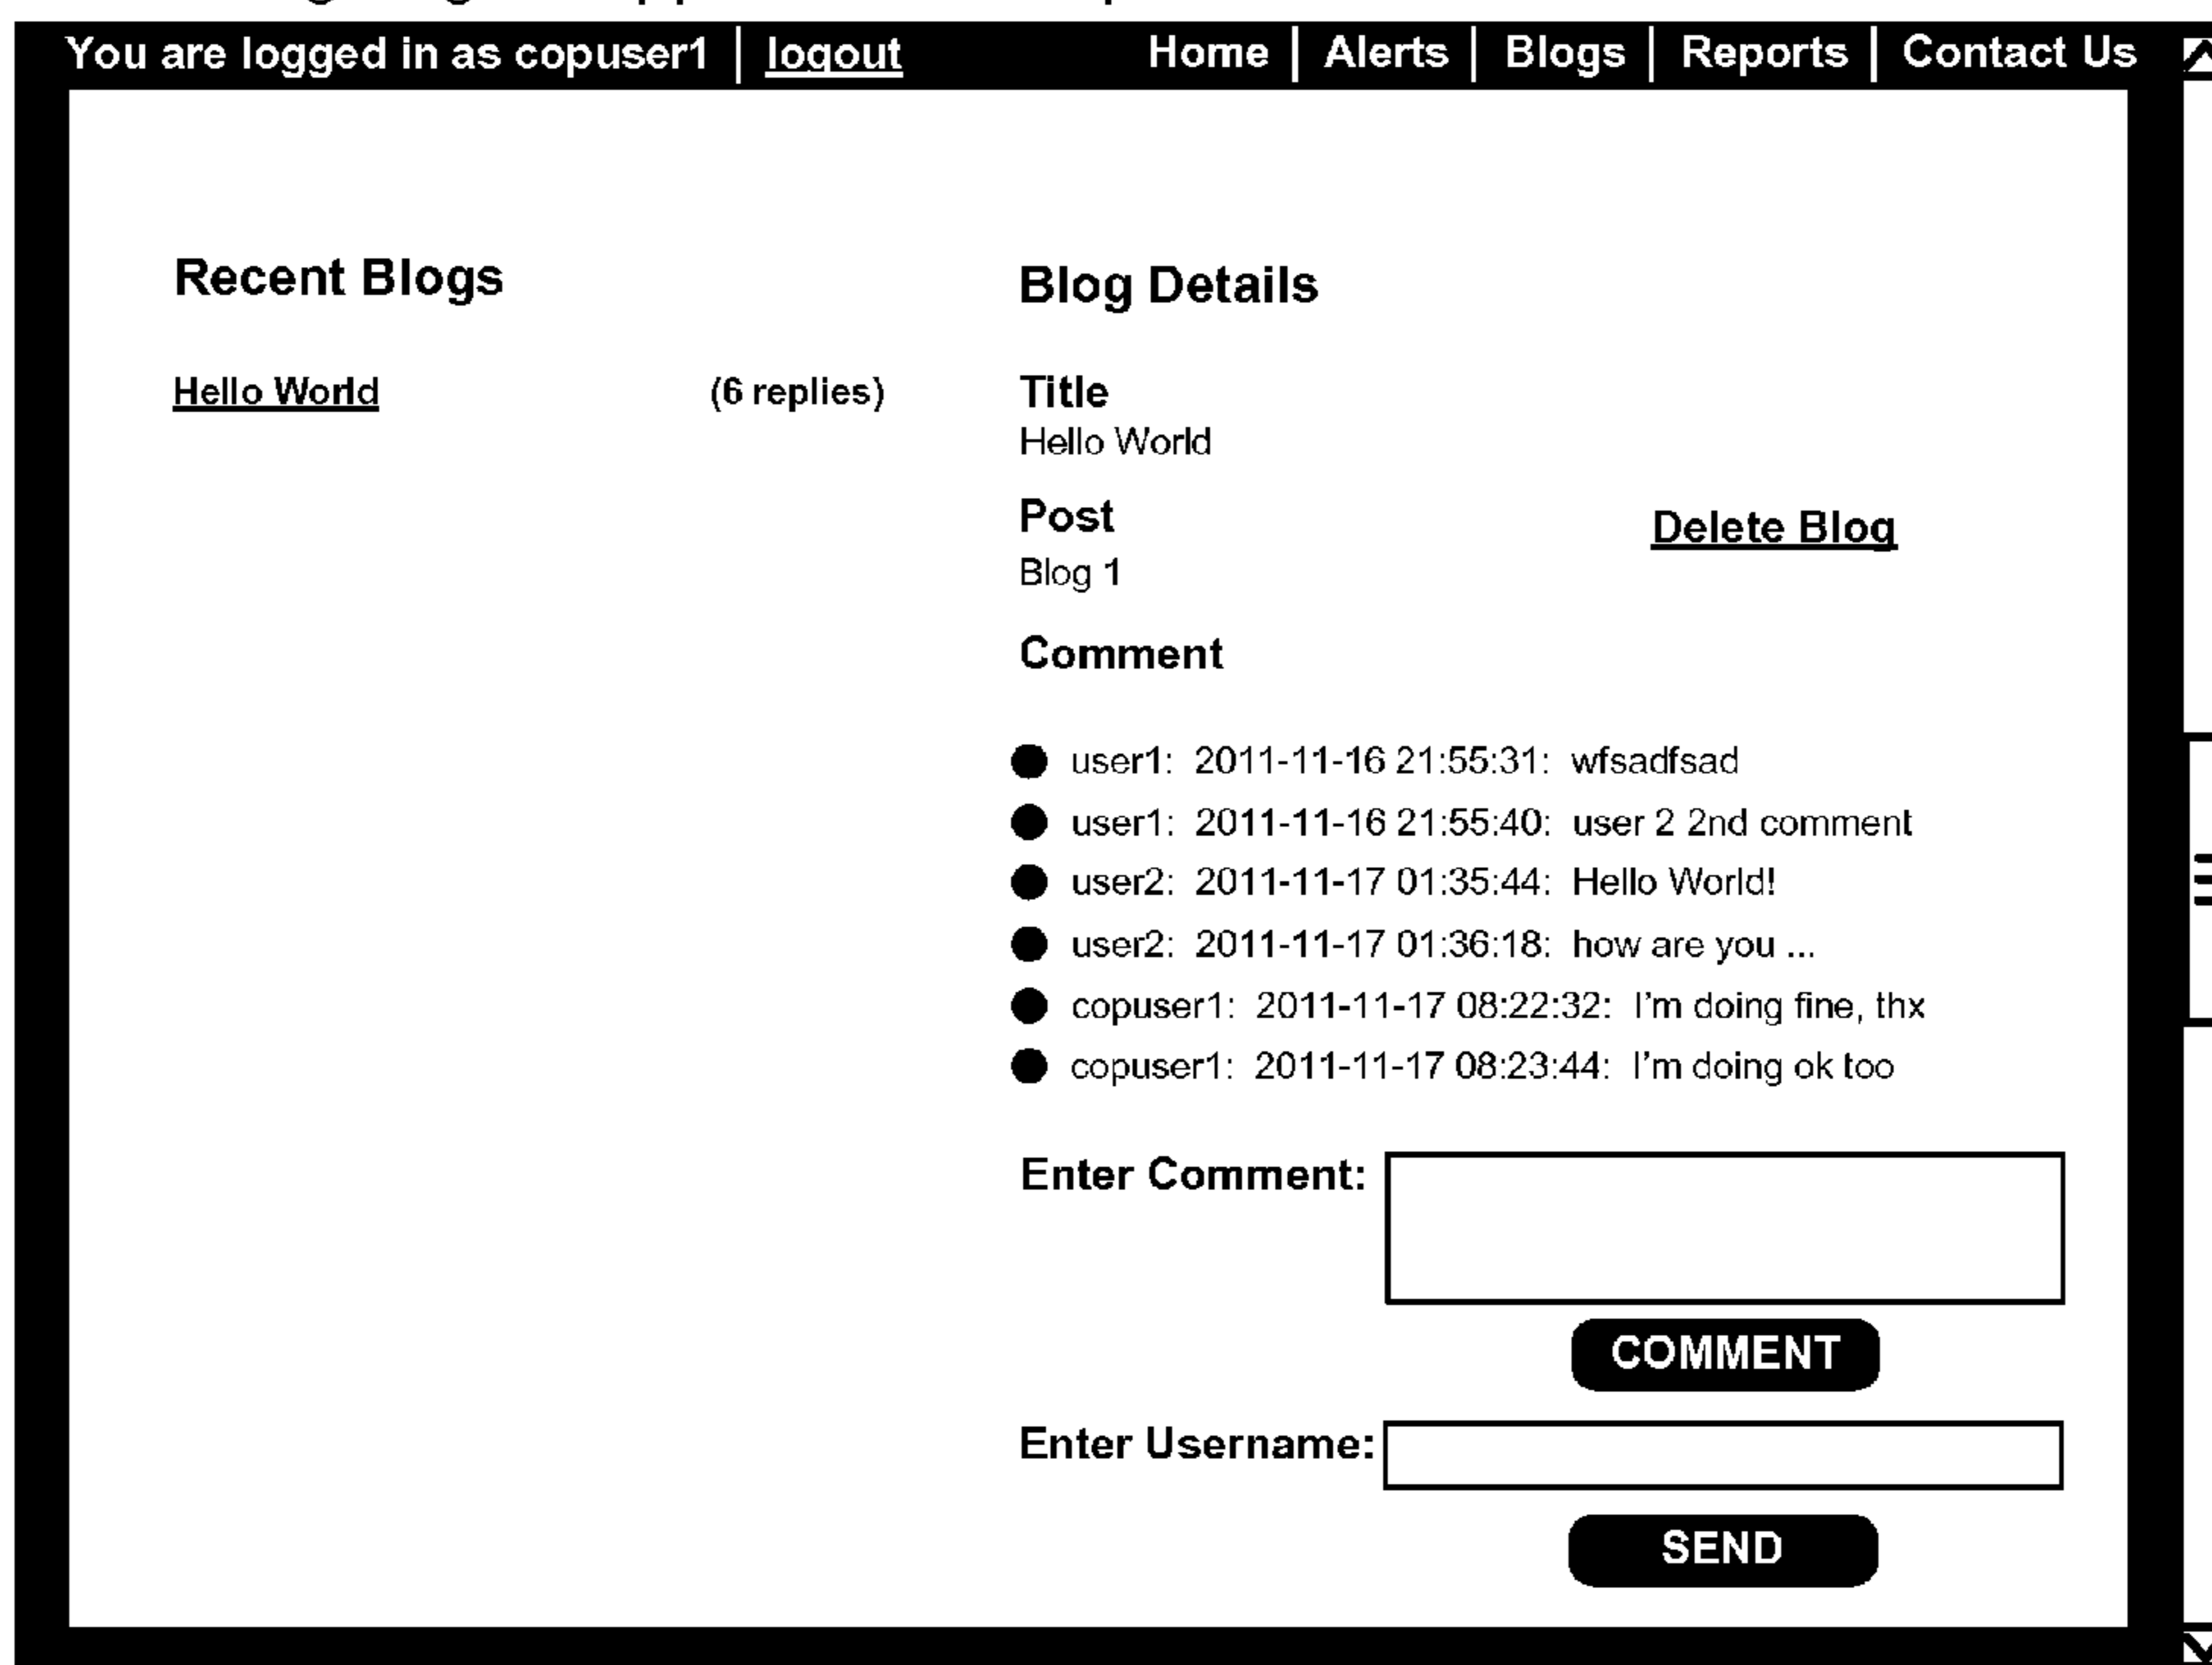 You are logged in as copuser1 | logout Home | Alerts | Blogs | Reports | Contact Us
Recent Blogs
Hello World (6 replies)
Blog Details
Title
Hello World
Post
Delete Blog
Blog 1
Comment
user1: 2011-11-16 21:55:31: wfsadfsad
user1: 2011-11-16 21:55:40: user 2 2nd comment
user2: 2011-11-17 01:35:44: Hello World!
user2: 2011-11-17 01:36:18: how are you ...
copuser1: 2011-11-17 08:22:32: I'm doing fine, thx
copuser1: 2011-11-17 08:23:44: I'm doing ok too
Enter Comment:
COMMENT
Enter Username:
SEND